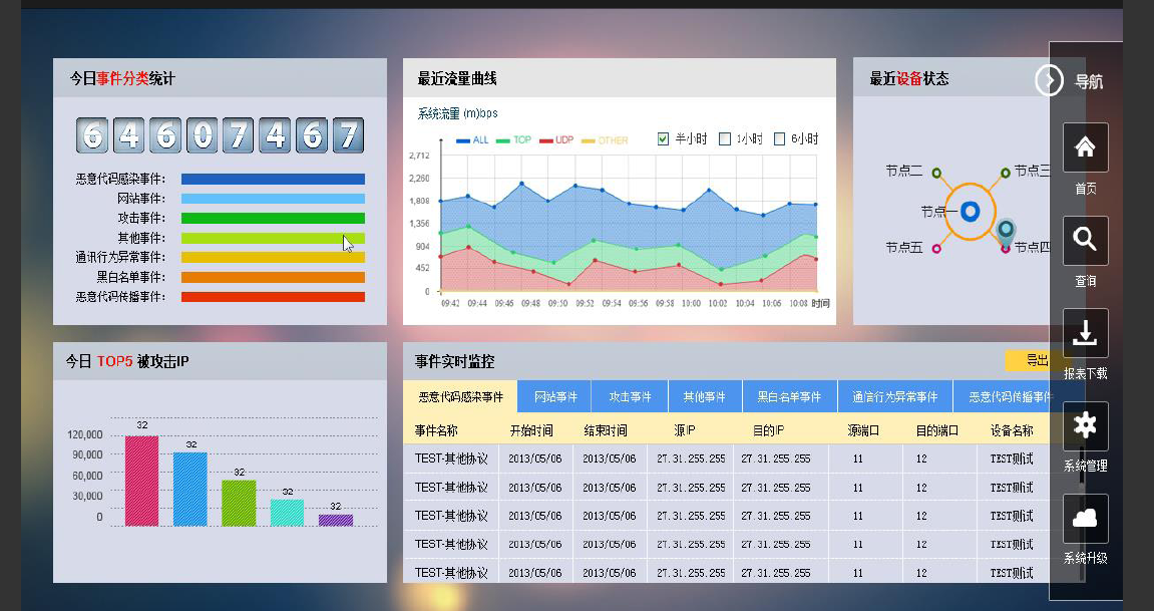 今日事件分类统计
64607467
恶意代码感染事件：
网站事件：
攻击事件：
其他事件：
通讯行为异常事件：
黑白名单事件：
恶意代码传播事件：
最近流量曲线
系统流量 (m)bps
ALL TCP UDP OTHER 半小时 1小时 6小时
2,712
2,260
1,808
1,356
904
452
0
09:42 09:44 09:46 09:48 09:50 09:52 09:54 09:56 09:58 10:00 10:02 10:04 10:06 10:08 时间
最近设备状态
节点二 节点三
节点一
节点五 节点四
导航
首页
查询
报表下载
系统管理
系统升级
今日 TOP5 被攻击IP
120,000
90,000
60,000
30,000
0
32
32
32
32
32
事件实时监控 导出
恶意代码感染事件 网站事件 攻击事件 其他事件 黑白名单事件 通信行为异常事件 恶意代码传播事件
事件名称 开始时间 结束时间 源IP 目的IP 源端口 目的端口 设备名称
TEST-其他协议 2013/05/06 2013/05/06 27.31.255.255 27.31.255.255 11 12 TEST测试
TEST-其他协议 2013/05/06 2013/05/06 27.31.255.255 27.31.255.255 11 12 TEST测试
TEST-其他协议 2013/05/06 2013/05/06 27.31.255.255 27.31.255.255 11 12 TEST测试
TEST-其他协议 2013/05/06 2013/05/06 27.31.255.255 27.31.255.255 11 12 TEST测试
TEST-其他协议 2013/05/06 2013/05/06 27.31.255.255 27.31.255.255 11 12 TEST测试